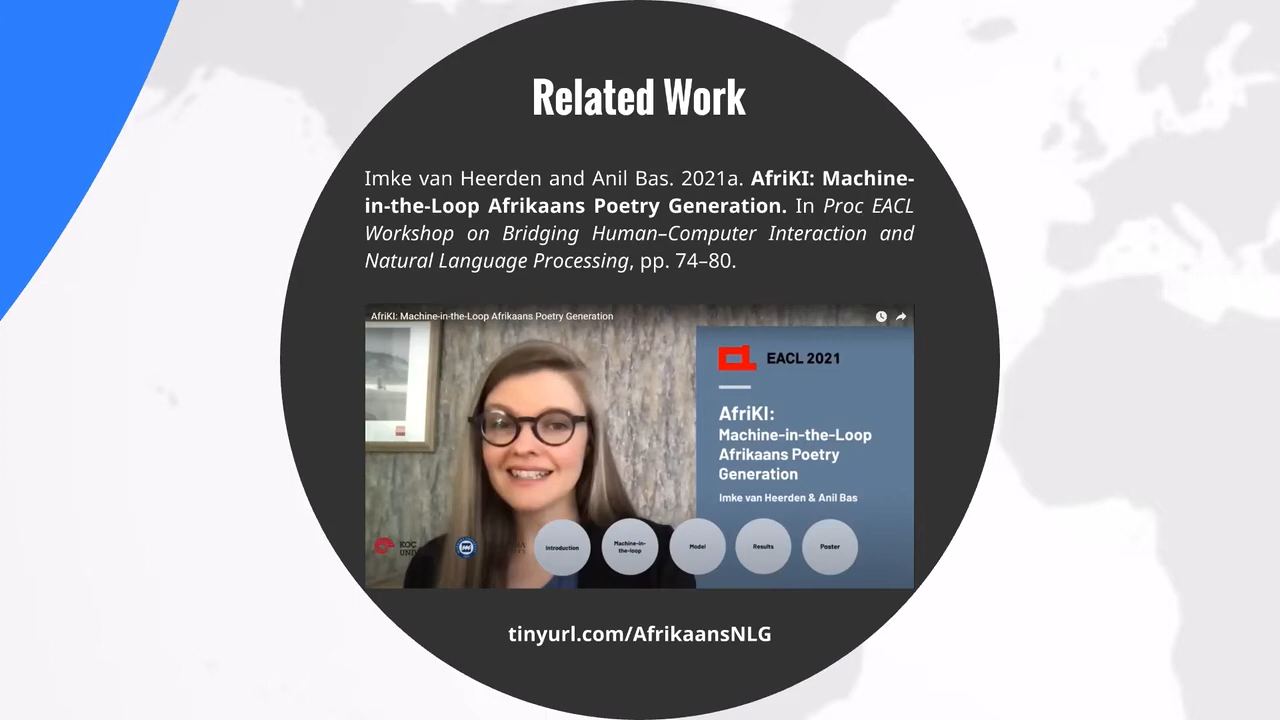 Related Work
Imke van Heerden and Anil Bas. 2021a. AfriKI: Machine-
in-the-Loop Afrikaans Poetry Generation. In Proc EACL
Workshop on Bridging Human–Computer Interaction and
Natural Language Processing, pp. 74–80.
AfriKI: Machine-in-the-Loop Afrikaans Poetry Generation
EACL 2021
AfriKI:
Machine-in-the-Loop
Afrikaans Poetry
Generation
Imke van Heerden & Anil Bas
KOÇ
UNI
Introduction
Machine-in-
the-loop
Model
Results
Poster
tinyurl.com/AfrikaansNLG